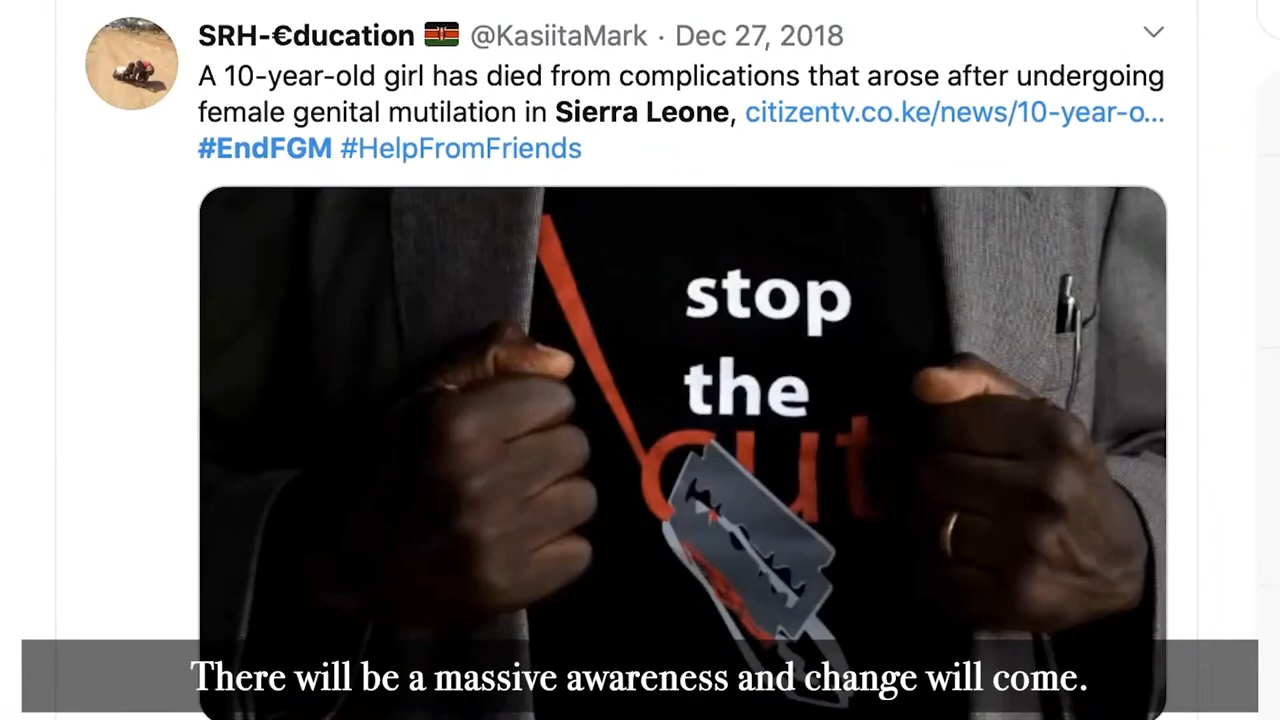 SRH-€ducation 🇰🇪 @KasiitaMark · Dec 27, 2018
A 10-year-old girl has died from complications that arose after undergoing
female genital mutilation in Sierra Leone, citizentv.co.ke/news/10-year-o...
#EndFGM #HelpFromFriends
stop
the
cut
There will be a massive awareness and change will come.